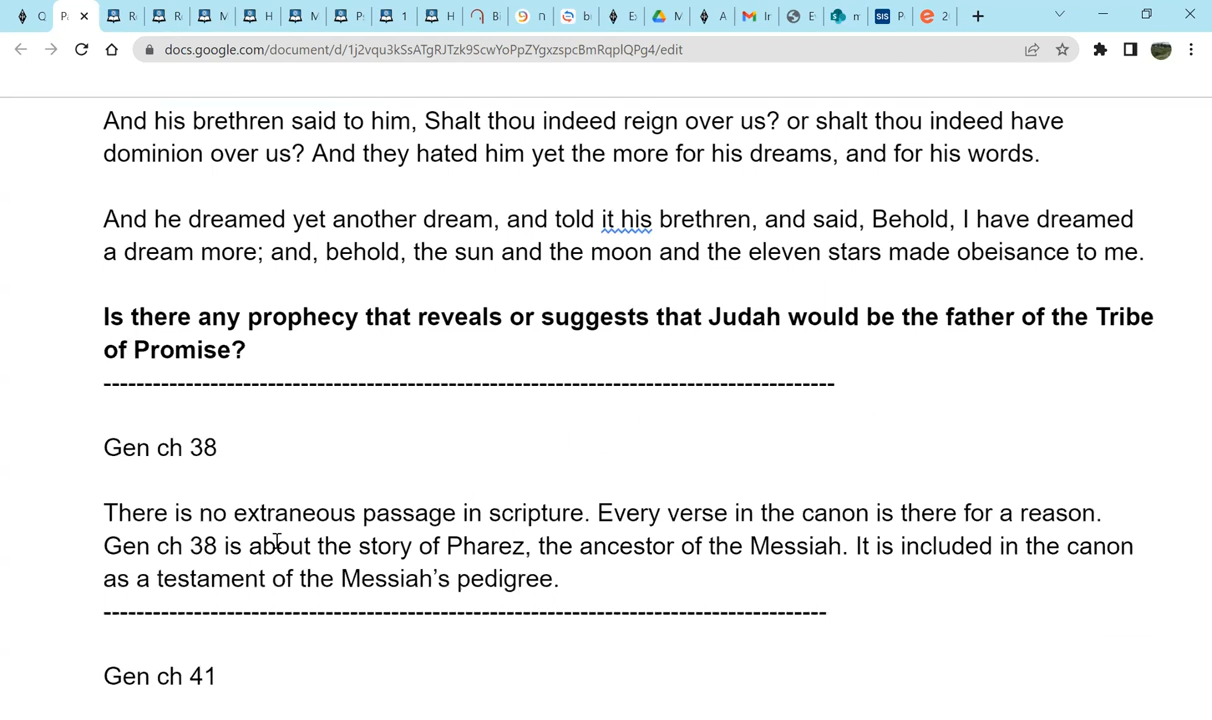 docs.google.com/document/d/1j2vqu3kSsATgRJTzk9ScwYoPpZYgxzspcBmRqplQPg4/edit
And his brethren said to him, Shalt thou indeed reign over us? or shalt thou indeed have
dominion over us? And they hated him yet the more for his dreams, and for his words.
And he dreamed yet another dream, and told it his brethren, and said, Behold, I have dreamed
a dream more; and, behold, the sun and the moon and the eleven stars made obeisance to me.
Is there any prophecy that reveals or suggests that Judah would be the father of the Tribe
of Promise?
----------------------------------------------------------------------------------------
Gen ch 38
There is no extraneous passage in scripture. Every verse in the canon is there for a reason.
Gen ch 38 is about the story of Pharez, the ancestor of the Messiah. It is included in the canon
as a testament of the Messiah's pedigree.
---------------------------------------------------------------------------------------
Gen ch 41